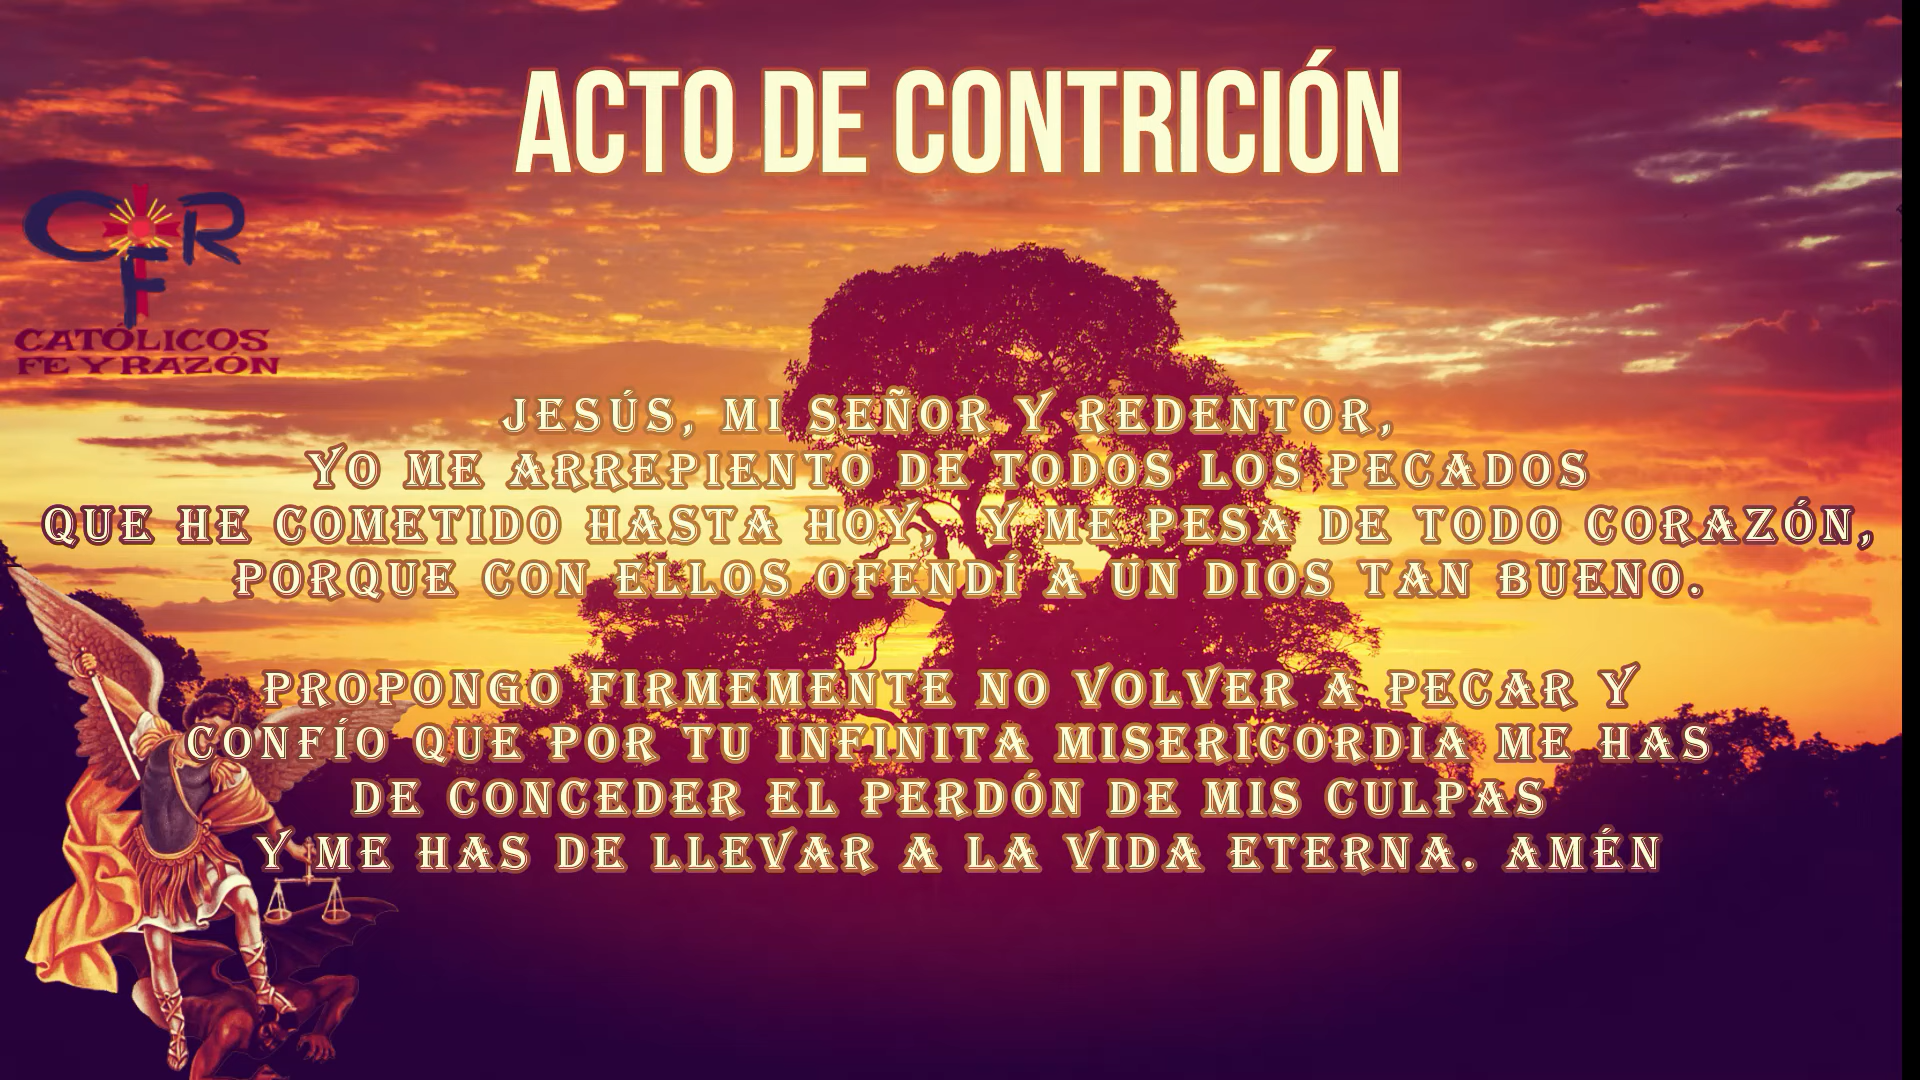 ACTO DE CONTRICIÓN
CFR
CATÓLICOS
FE Y RAZÓN
JESÚS, MI SEÑOR Y REDENTOR,
YO ME ARREPIENTO DE TODOS LOS PECADOS
QUE HE COMETIDO HASTA HOY, Y ME PESA DE TODO CORAZÓN,
PORQUE CON ELLOS OFENDÍ A UN DIOS TAN BUENO.
PROPONGO FIRMEMENTE NO VOLVER A PECAR Y
CONFÍO QUE POR TU INFINITA MISERICORDIA ME HAS
DE CONCEDER EL PERDÓN DE MIS CULPAS
Y ME HAS DE LLEVAR A LA VIDA ETERNA. AMÉN